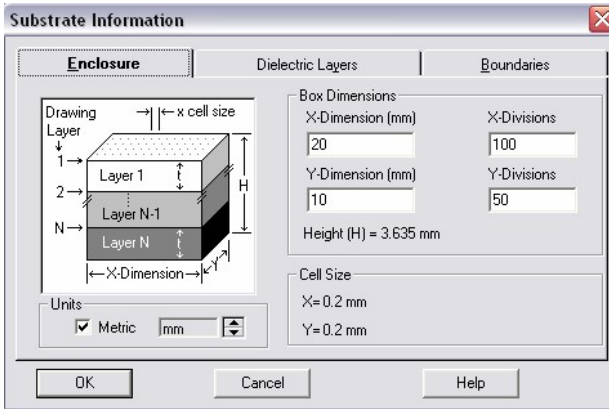 Substrate Information
Enclosure
Dielectric Layers
Boundaries
Drawing Layer
x cell size
1
Layer 1
t
H
2
Layer N-1
N
Layer N
t
X-Dimension
Y
Units
Metric
mm
Box Dimensions
X-Dimension (mm)
X-Divisions
20
100
Y-Dimension (mm)
Y-Divisions
10
50
Height (H) = 3.635 mm
Cell Size
X= 0.2 mm
Y= 0.2 mm
OK
Cancel
Help